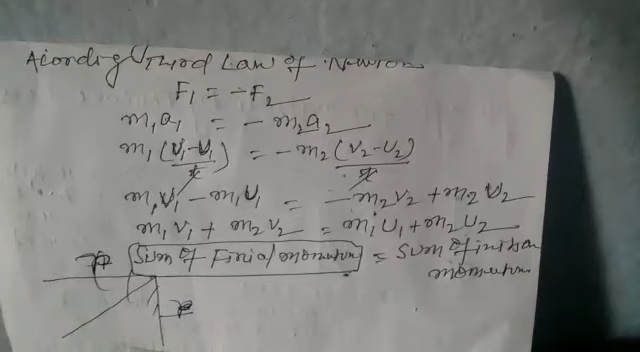 Acording Third Law of Newton
F₁ = -F₂
m₁a₁ = -m₂a₂
m₁(v₁-u₁)/t = -m₂(v₂-u₂)/t
m₁v₁ - m₁u₁ = -m₂v₂ + m₂u₂
m₁v₁ + m₂v₂ = m₁u₁ + m₂u₂
Sum of Finial momentum = Sum of initial
momentum